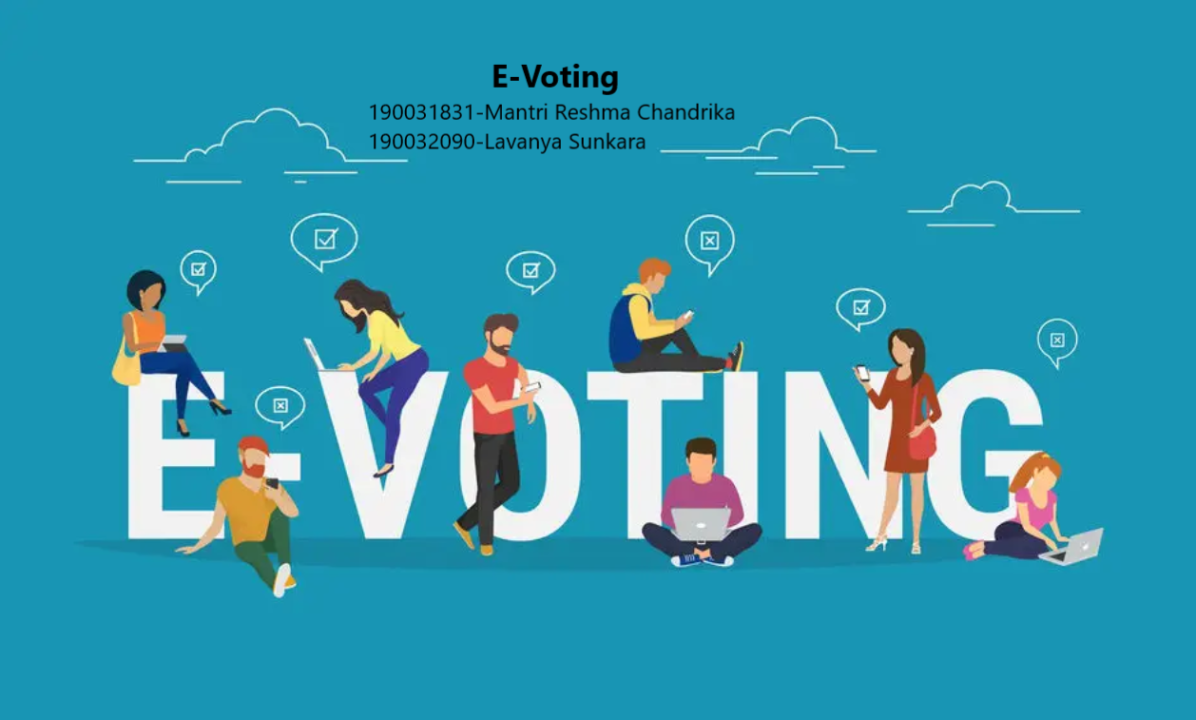 E-Voting
190031831-Mantri Reshma Chandrika
190032090-Lavanya Sunkara
E-VOTING